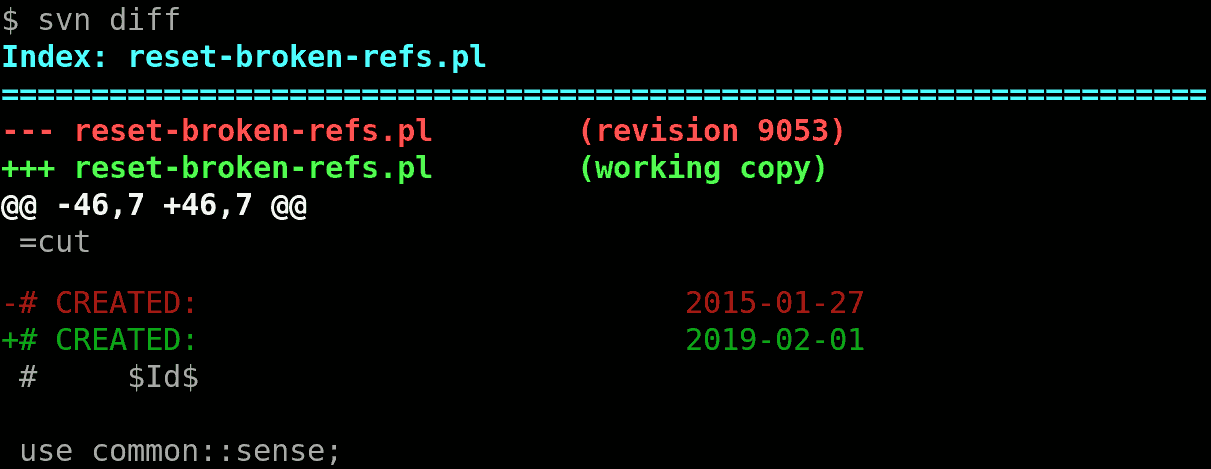 $ svn diff
Index: reset-broken-refs.pl
===================================================================
--- reset-broken-refs.pl        (revision 9053)
+++ reset-broken-refs.pl        (working copy)
@@ -46,7 +46,7 @@
 =cut
-# CREATED:                           2015-01-27
+# CREATED:                           2019-02-01
 #     $Id$
 use common::sense;